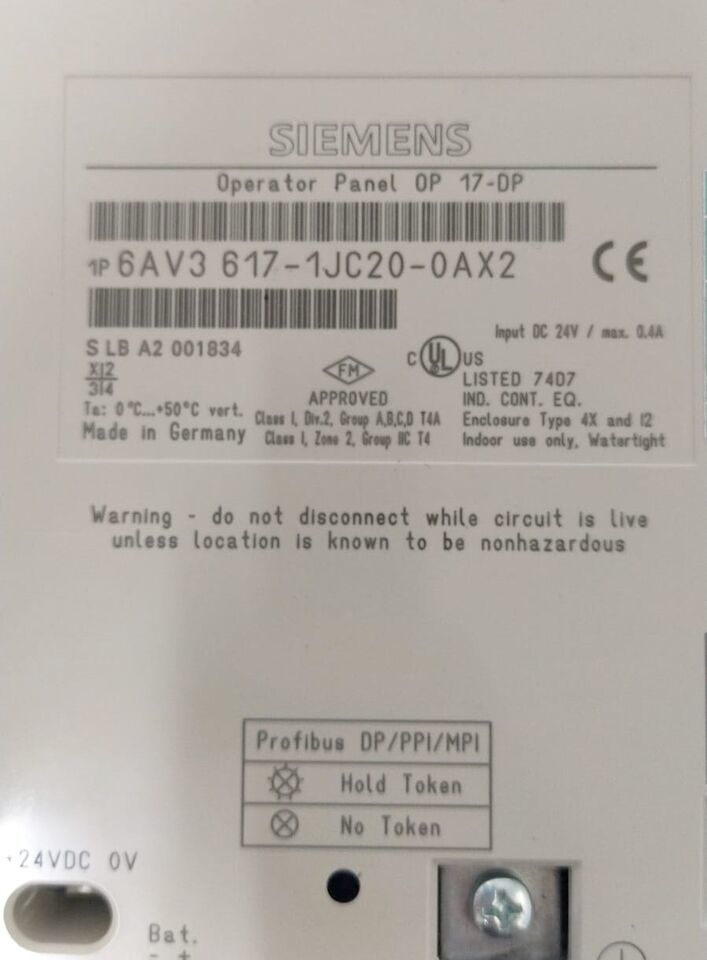 SIEMENS
Operator Panel OP 17-DP
1P 6AV3 617-1JC20-0AX2
CE
Input DC 24V / max. 0.4A
S LB A2 001834
X12
314
Ta: 0°C...+50°C vert.
Made in Germany
FM
APPROVED
Class I, Div.2, Group A,B,C,D T4A
Class I, Zone 2, Group IIC T4
C UL US
LISTED 74D7
IND. CONT. EQ.
Enclosure Type 4X and 12
Indoor use only, Watertight
Warning - do not disconnect while circuit is live
unless location is known to be nonhazardous
Profibus DP/PPI/MPI
Hold Token
No Token
+24VDC 0V
Bat.
- +